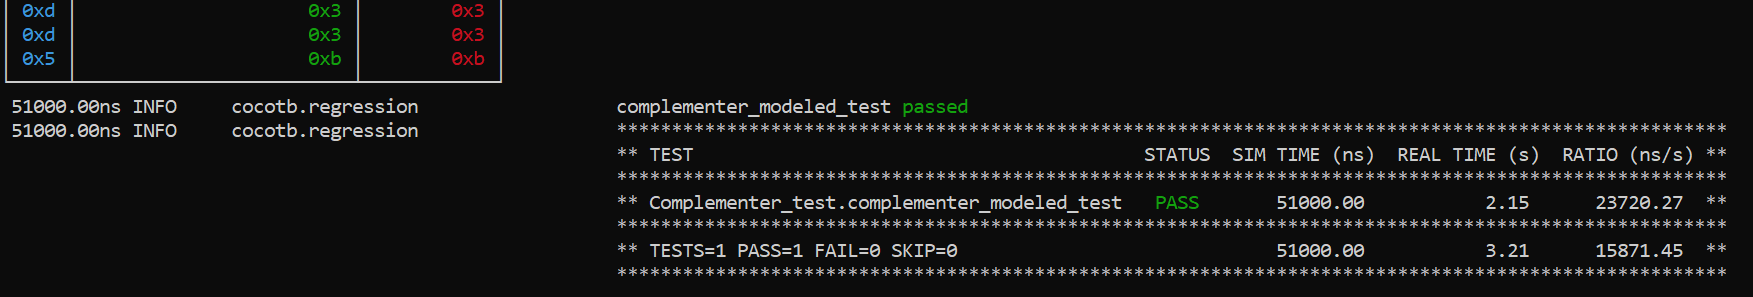 0xd 0x3 0x3
0xd 0x3 0x3
0x5 0xb 0xb
51000.00ns INFO cocotb.regression complementer_modeled_test passed
51000.00ns INFO cocotb.regression *****************************************************************************************************
** TEST STATUS SIM TIME (ns) REAL TIME (s) RATIO (ns/s) **
*****************************************************************************************************
** Complementer_test.complementer_modeled_test PASS 51000.00 2.15 23720.27 **
*****************************************************************************************************
** TESTS=1 PASS=1 FAIL=0 SKIP=0 51000.00 3.21 15871.45 **
*****************************************************************************************************